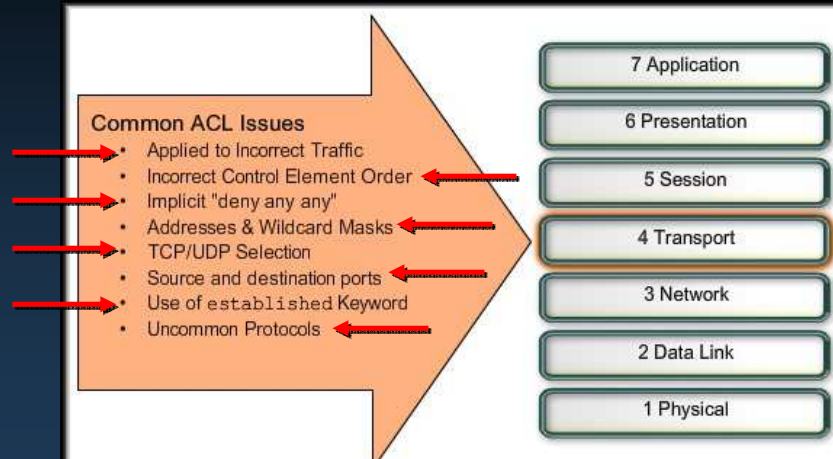 Common ACL Issues
• Applied to Incorrect Traffic
• Incorrect Control Element Order
• Implicit "deny any any"
• Addresses & Wildcard Masks
• TCP/UDP Selection
• Source and destination ports
• Use of established Keyword
• Uncommon Protocols
7 Application
6 Presentation
5 Session
4 Transport
3 Network
2 Data Link
1 Physical